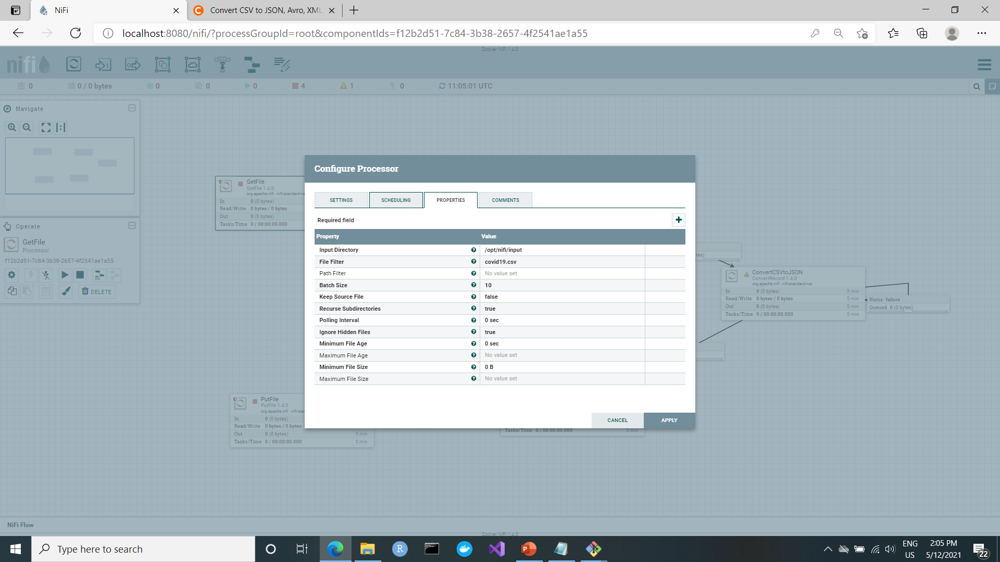 NiFi
Convert CSV to JSON, Avro, XML
localhost:8080/nifi/?processGroupId=root&componentIds=f12b2d51-7c84-3b38-2657-4f2541ae1a55
Docker NiFi 1.4.0
nifi
0
0 / 0 bytes
0
0
0
4
1
0
11:05:01 UTC
Navigate
Operate
GetFile
Processor
f12b2d51-7c84-3b38-2657-4f2541ae1a55
DELETE
GetFile
GetFile 1.4.0
org.apache.nifi - nifi-standard-na
In 0 (0 bytes)
Read/Write 0 bytes / 0 bytes
Out 0 (0 bytes)
Tasks/Time 0 / 00:00:00.000
Configure Processor
SETTINGS
SCHEDULING
PROPERTIES
COMMENTS
Required field
Property Value
Input Directory /opt/nifi/input
File Filter covid19.csv
Path Filter No value set
Batch Size 10
Keep Source File false
Recurse Subdirectories true
Polling Interval 0 sec
Ignore Hidden Files true
Minimum File Age 0 sec
Maximum File Age No value set
Minimum File Size 0 B
Maximum File Size No value set
CANCEL
APPLY
ConvertCSVtoJSON
ConvertRecord 1.4.0
org.apache.nifi - nifi-standard-nar
In 0 (0 bytes) 5 min
Read/Write 0 bytes / 0 bytes 5 min
Out 0 (0 bytes) 5 min
Tasks/Time 0 / 00:00:00.000 5 min
Name failure
Queued 0 (0 bytes)
PutFile
PutFile 1.4.0
org.apache.nifi - nifi-star
In 0 (0 bytes)
Read/Write 0 bytes / 0 bytes
Out 0 (0 bytes) 5 min
Tasks/Time 0 / 00:00:00.000 5 min
Tasks/Time 0 / 00:00:00.000 5 min
NiFi Flow
Docker NiFi 1.4.0
Type here to search
ENG
US
2:05 PM
5/12/2021
22